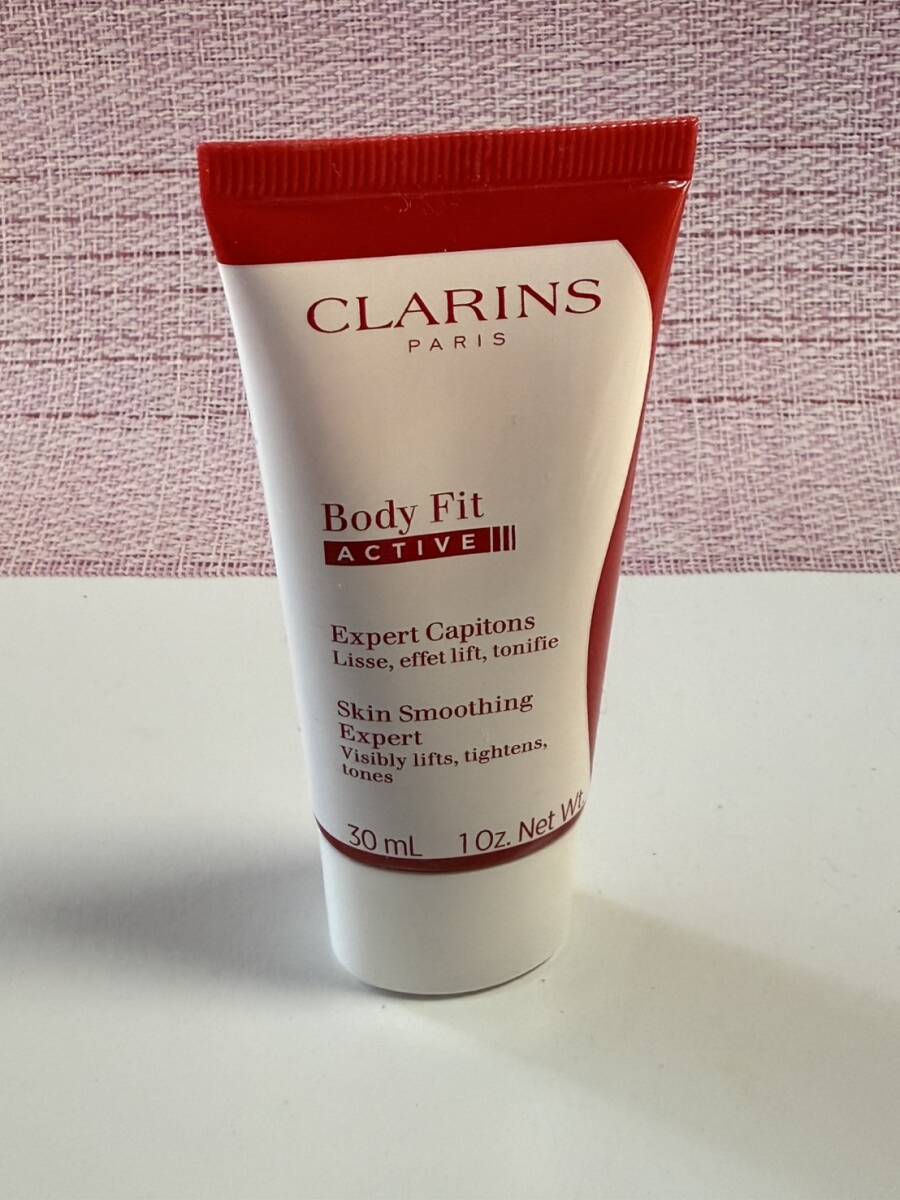 CLARINS
PARIS
Body Fit
ACTIVE
Expert Capitons
Lisse, effet lift, tonifie
Skin Smoothing
Expert
Visibly lifts, tightens,
tones
30 mL 1 Oz. Net Wt.